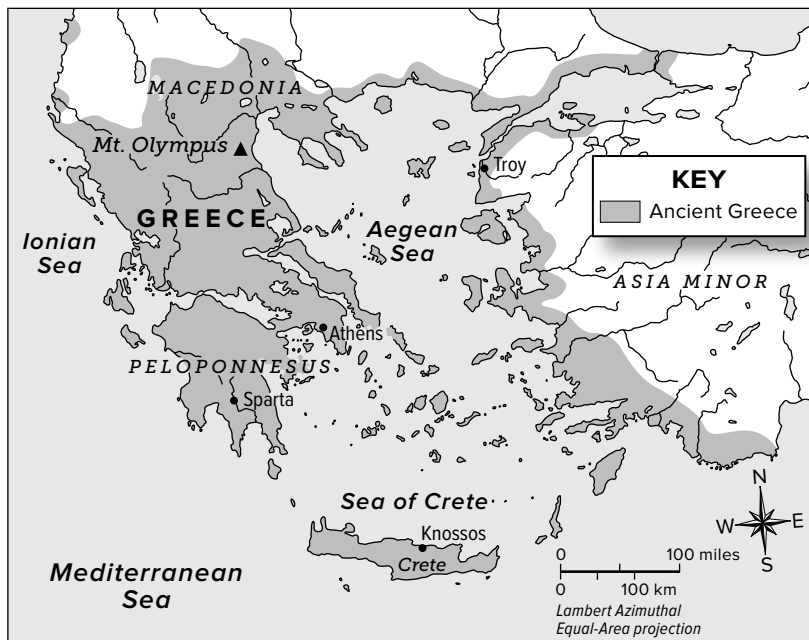 MACEDONIA
Mt. Olympus
Troy
KEY
Ancient Greece
GREECE
Ionian
Sea
Aegean
Sea
ASIA MINOR
Athens
PELOPONNESUS
Sparta
Sea of Crete
Knossos
Crete
Mediterranean
Sea
N
W
E
S
0 100 miles
0 100 km
Lambert Azimuthal
Equal-Area projection